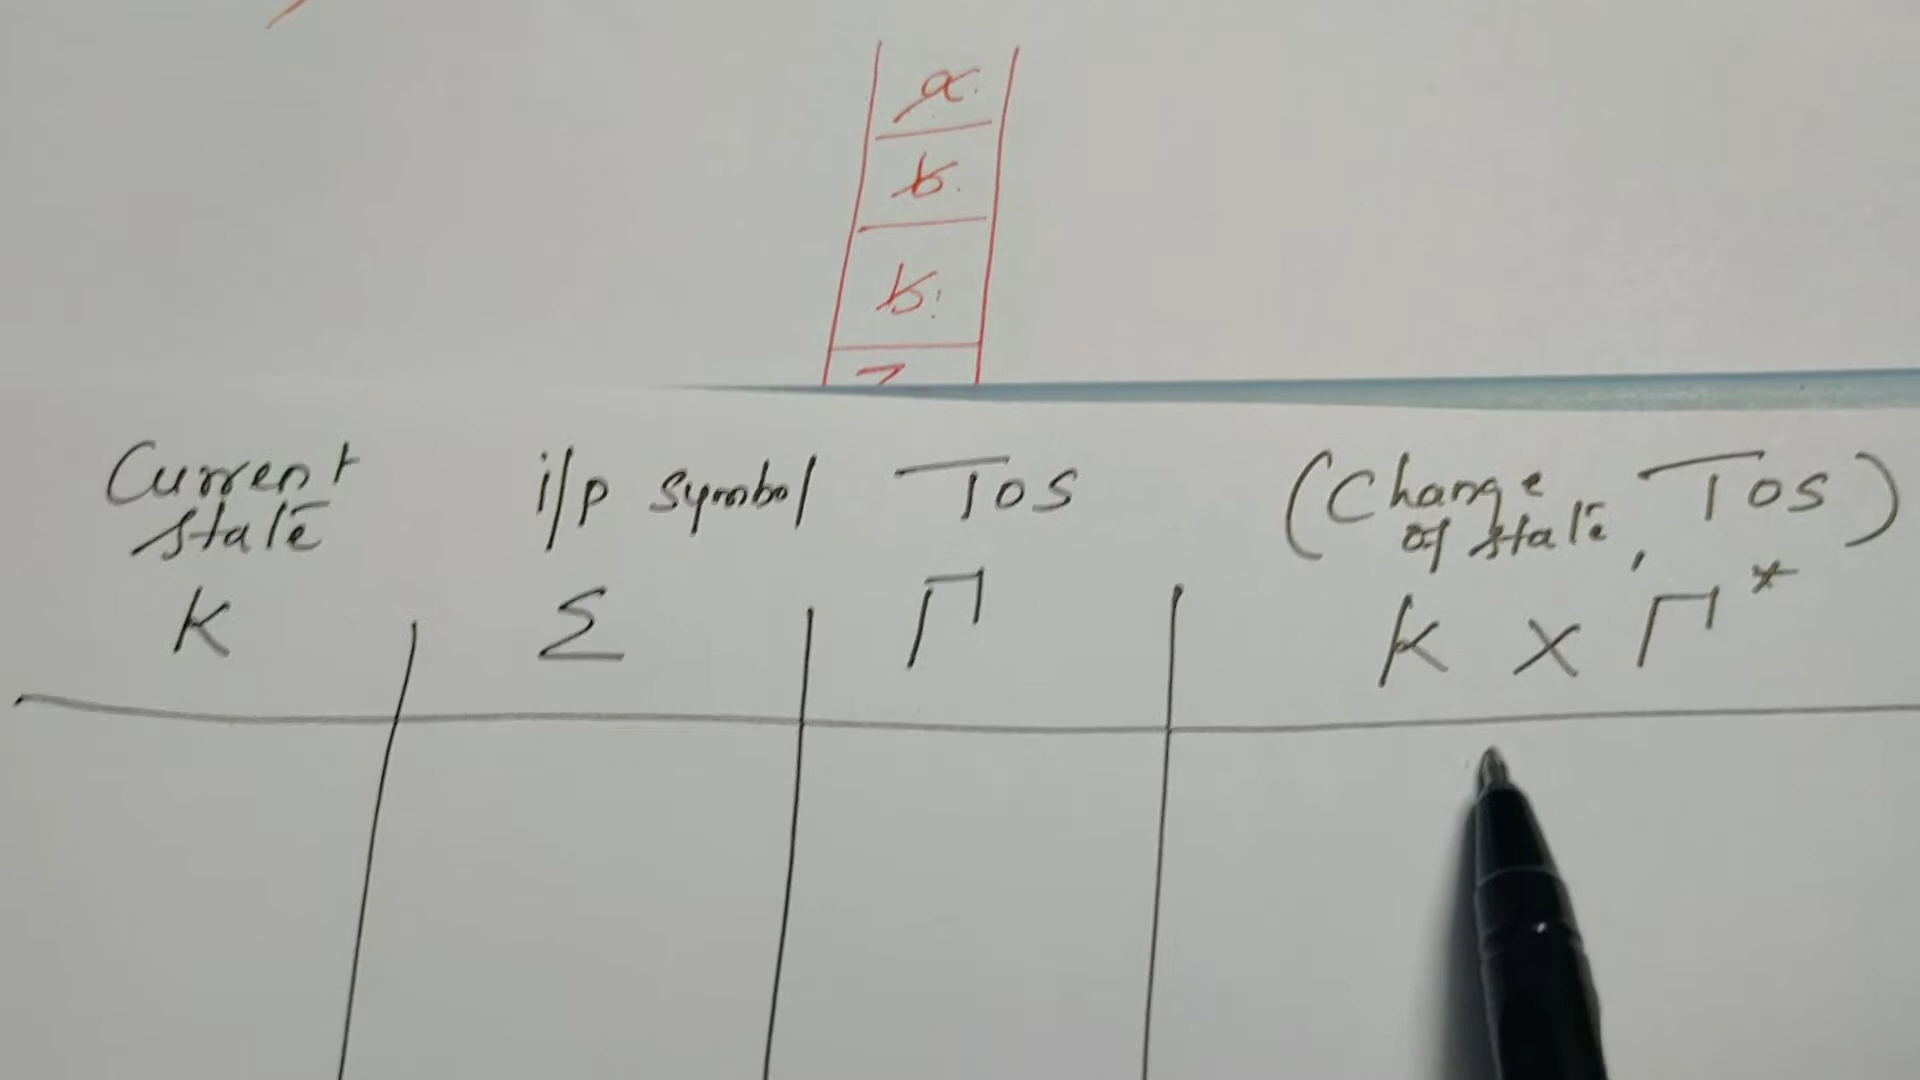 a
b
b
Current i/p symbol TOS (Change of state, TOS)
state
K Σ Γ K × Γ*